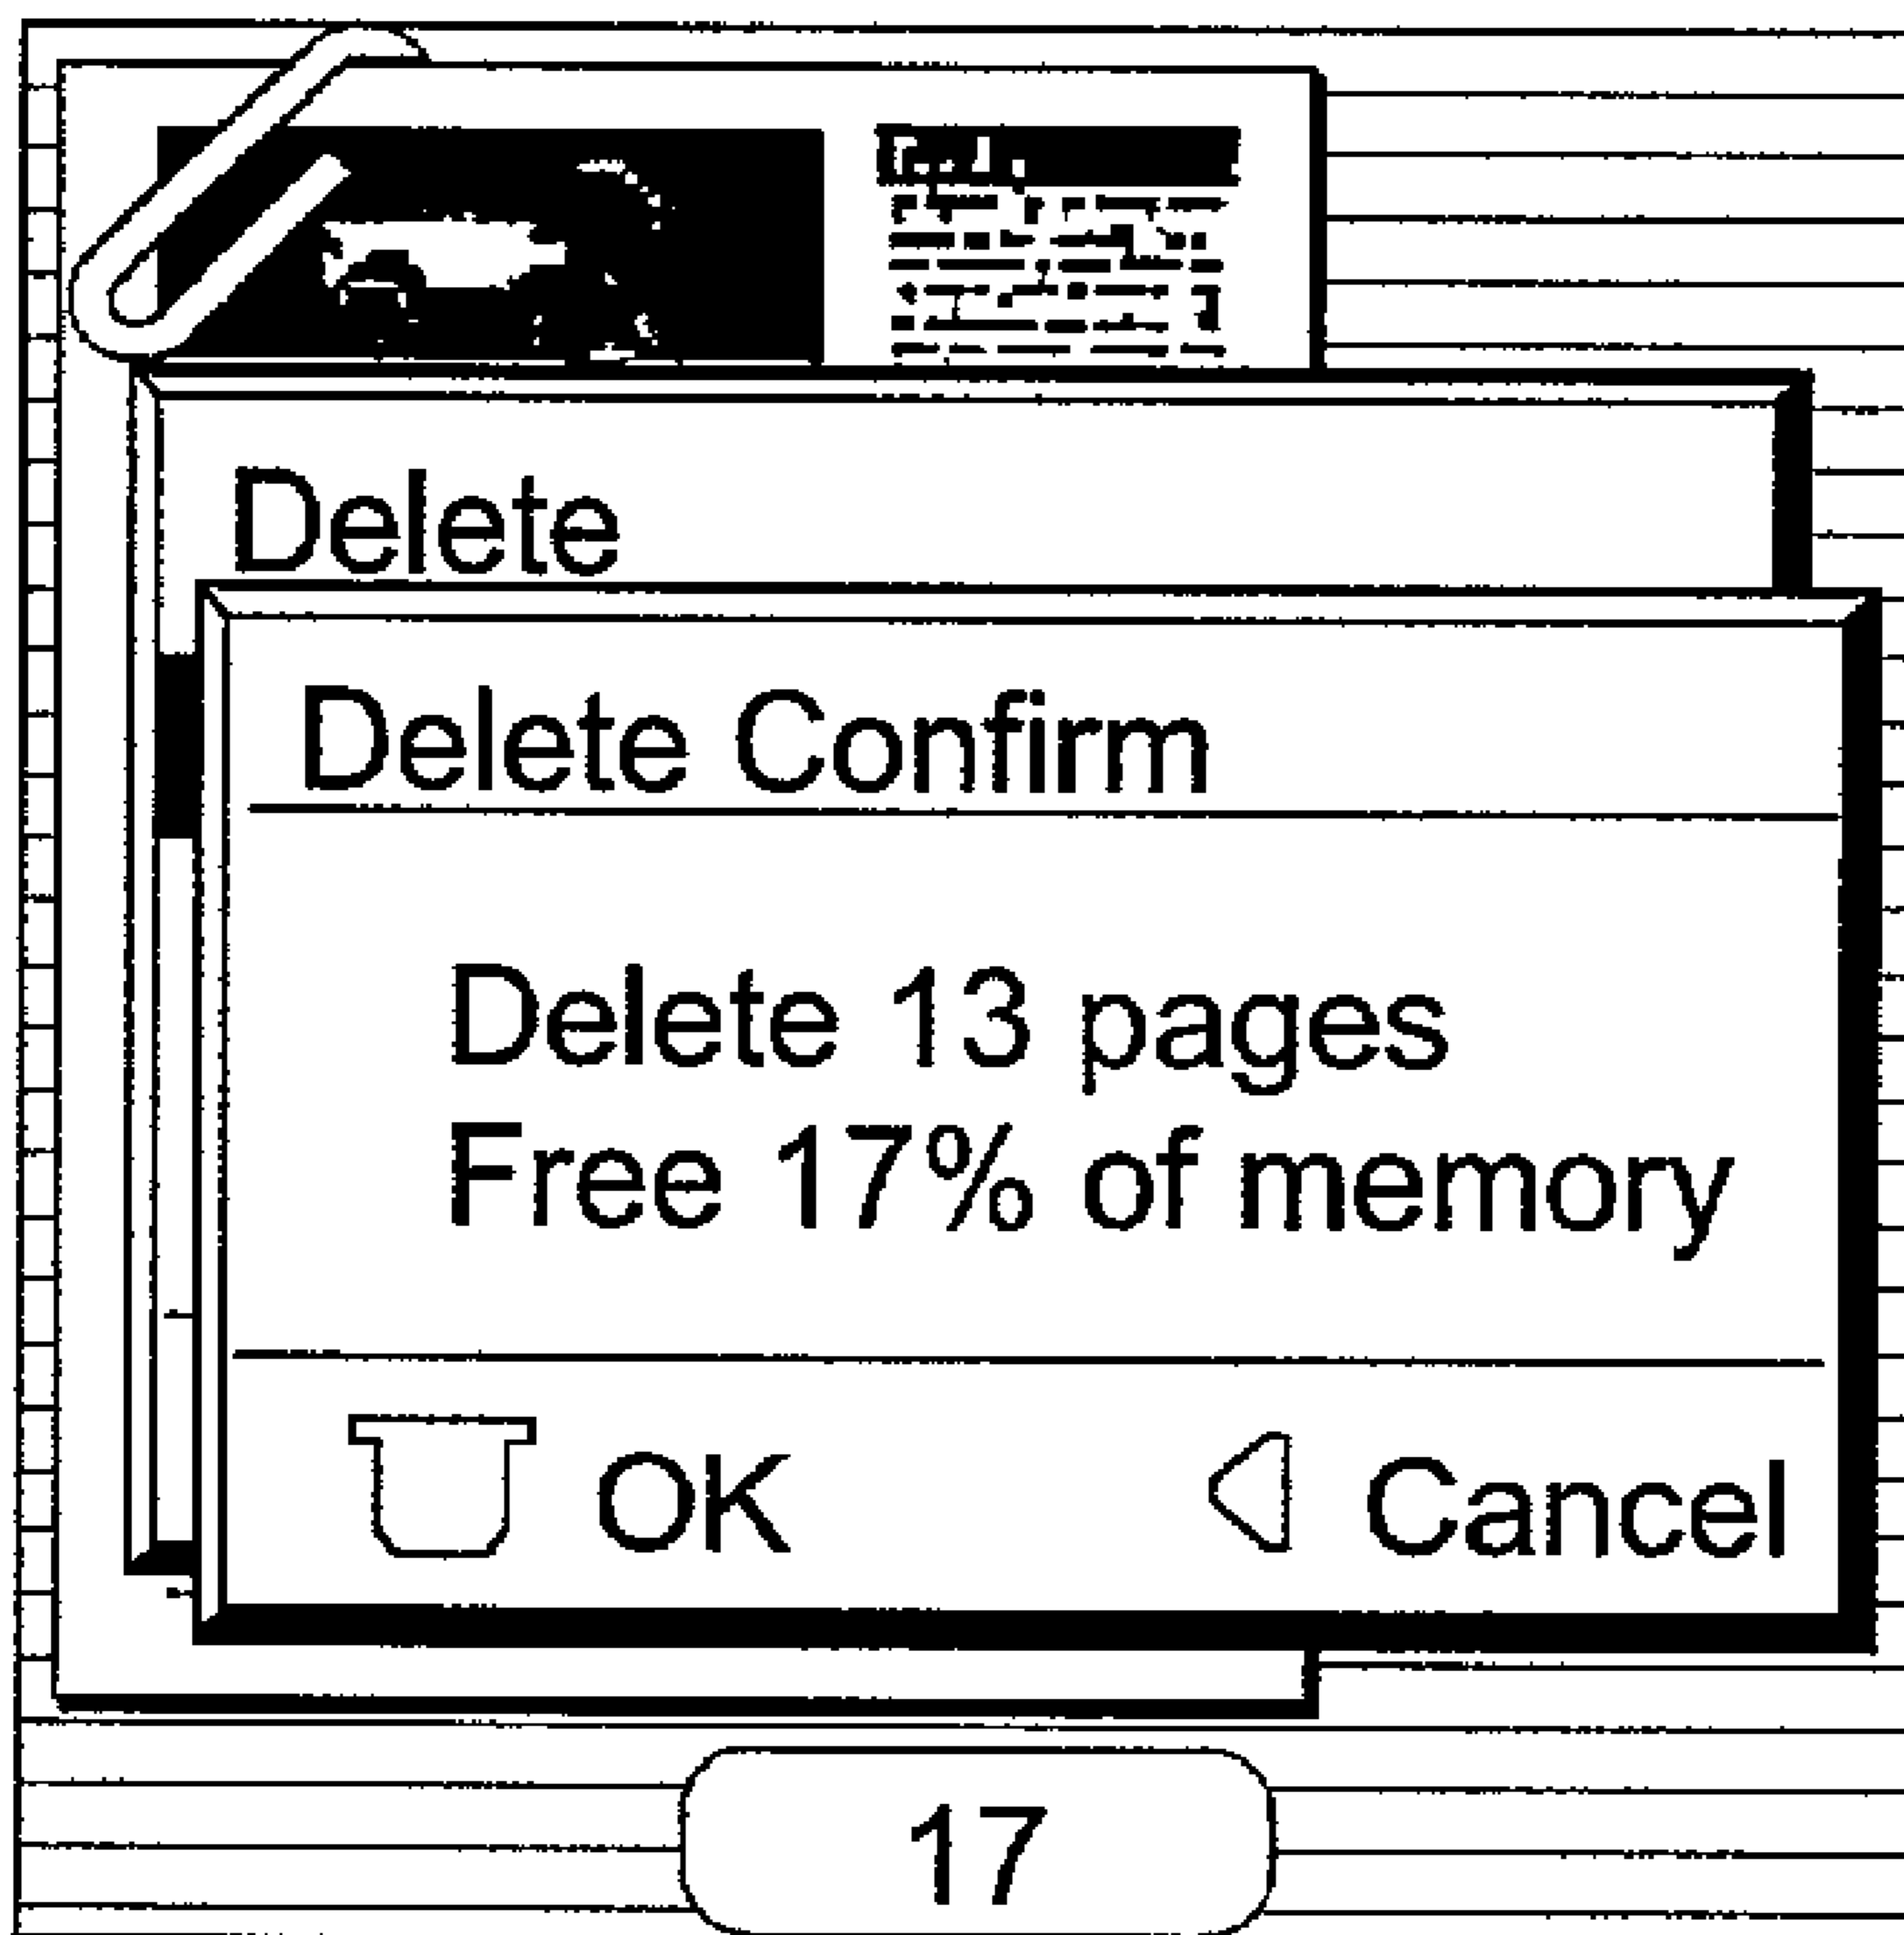 Delete
Delete Confirm
Delete 13 pages
Free 17% of memory
OK
Cancel
17